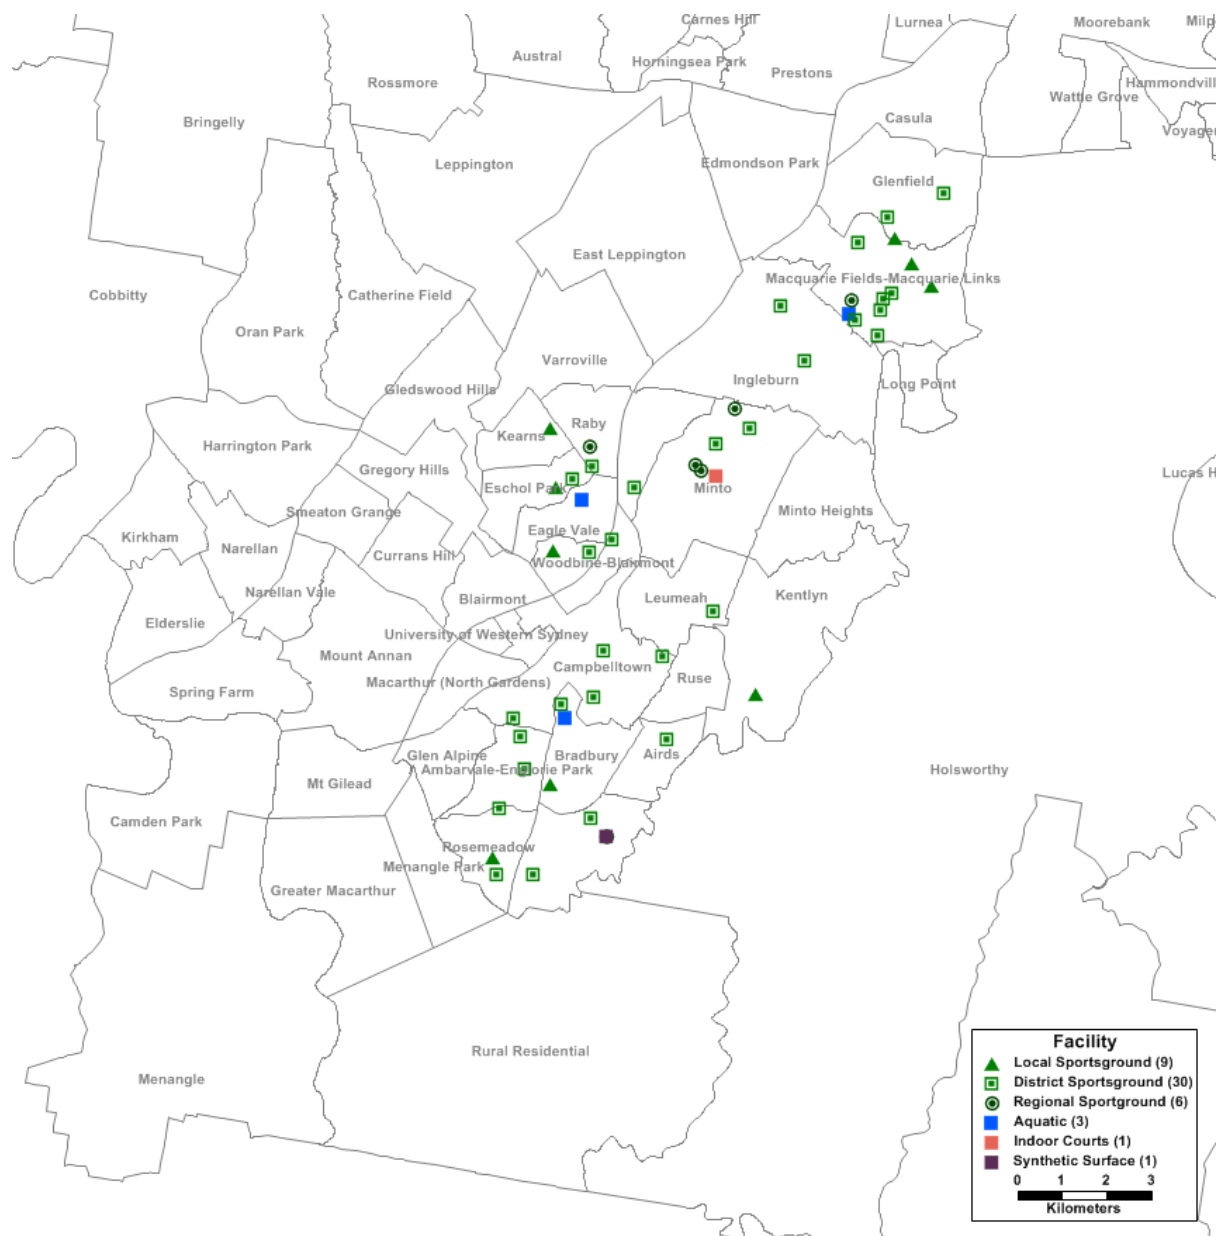 Carnes Hill
Lurnea
Moorebank
Milp
Austral
Horningsea Park
Prestons
Rossmore
Hammondvill
Wattle Grove
Bringelly
Casula
Voyager
Leppington
Edmondson Park
Glenfield
East Leppington
Macquarie Fields-Macquarie Links
Cobbitty
Catherine Field
Oran Park
Varroville
Ingleburn
Long Point
Gledswood Hills
Raby
Kearns
Harrington Park
Gregory Hills
Lucas H
Eschol Park
Minto
Smeaton Grange
Minto Heights
Eagle Vale
Kirkham
Narellan
Currans Hill
Woodbine-Blairmont
Narellan Vale
Blairmont
Leumeah
Kentlyn
Elderslie
University of Western Sydney
Mount Annan
Campbelltown
Macarthur (North Gardens)
Ruse
Spring Farm
Glen Alpine
Bradbury
Airds
Ambarvale-Englorie Park
Holsworthy
Mt Gilead
Camden Park
Rosemeadow
Menangle Park
Greater Macarthur
Rural Residential
Menangle
Facility
Local Sportsground (9)
District Sportsground (30)
Regional Sportground (6)
Aquatic (3)
Indoor Courts (1)
Synthetic Surface (1)
0 1 2 3
Kilometers